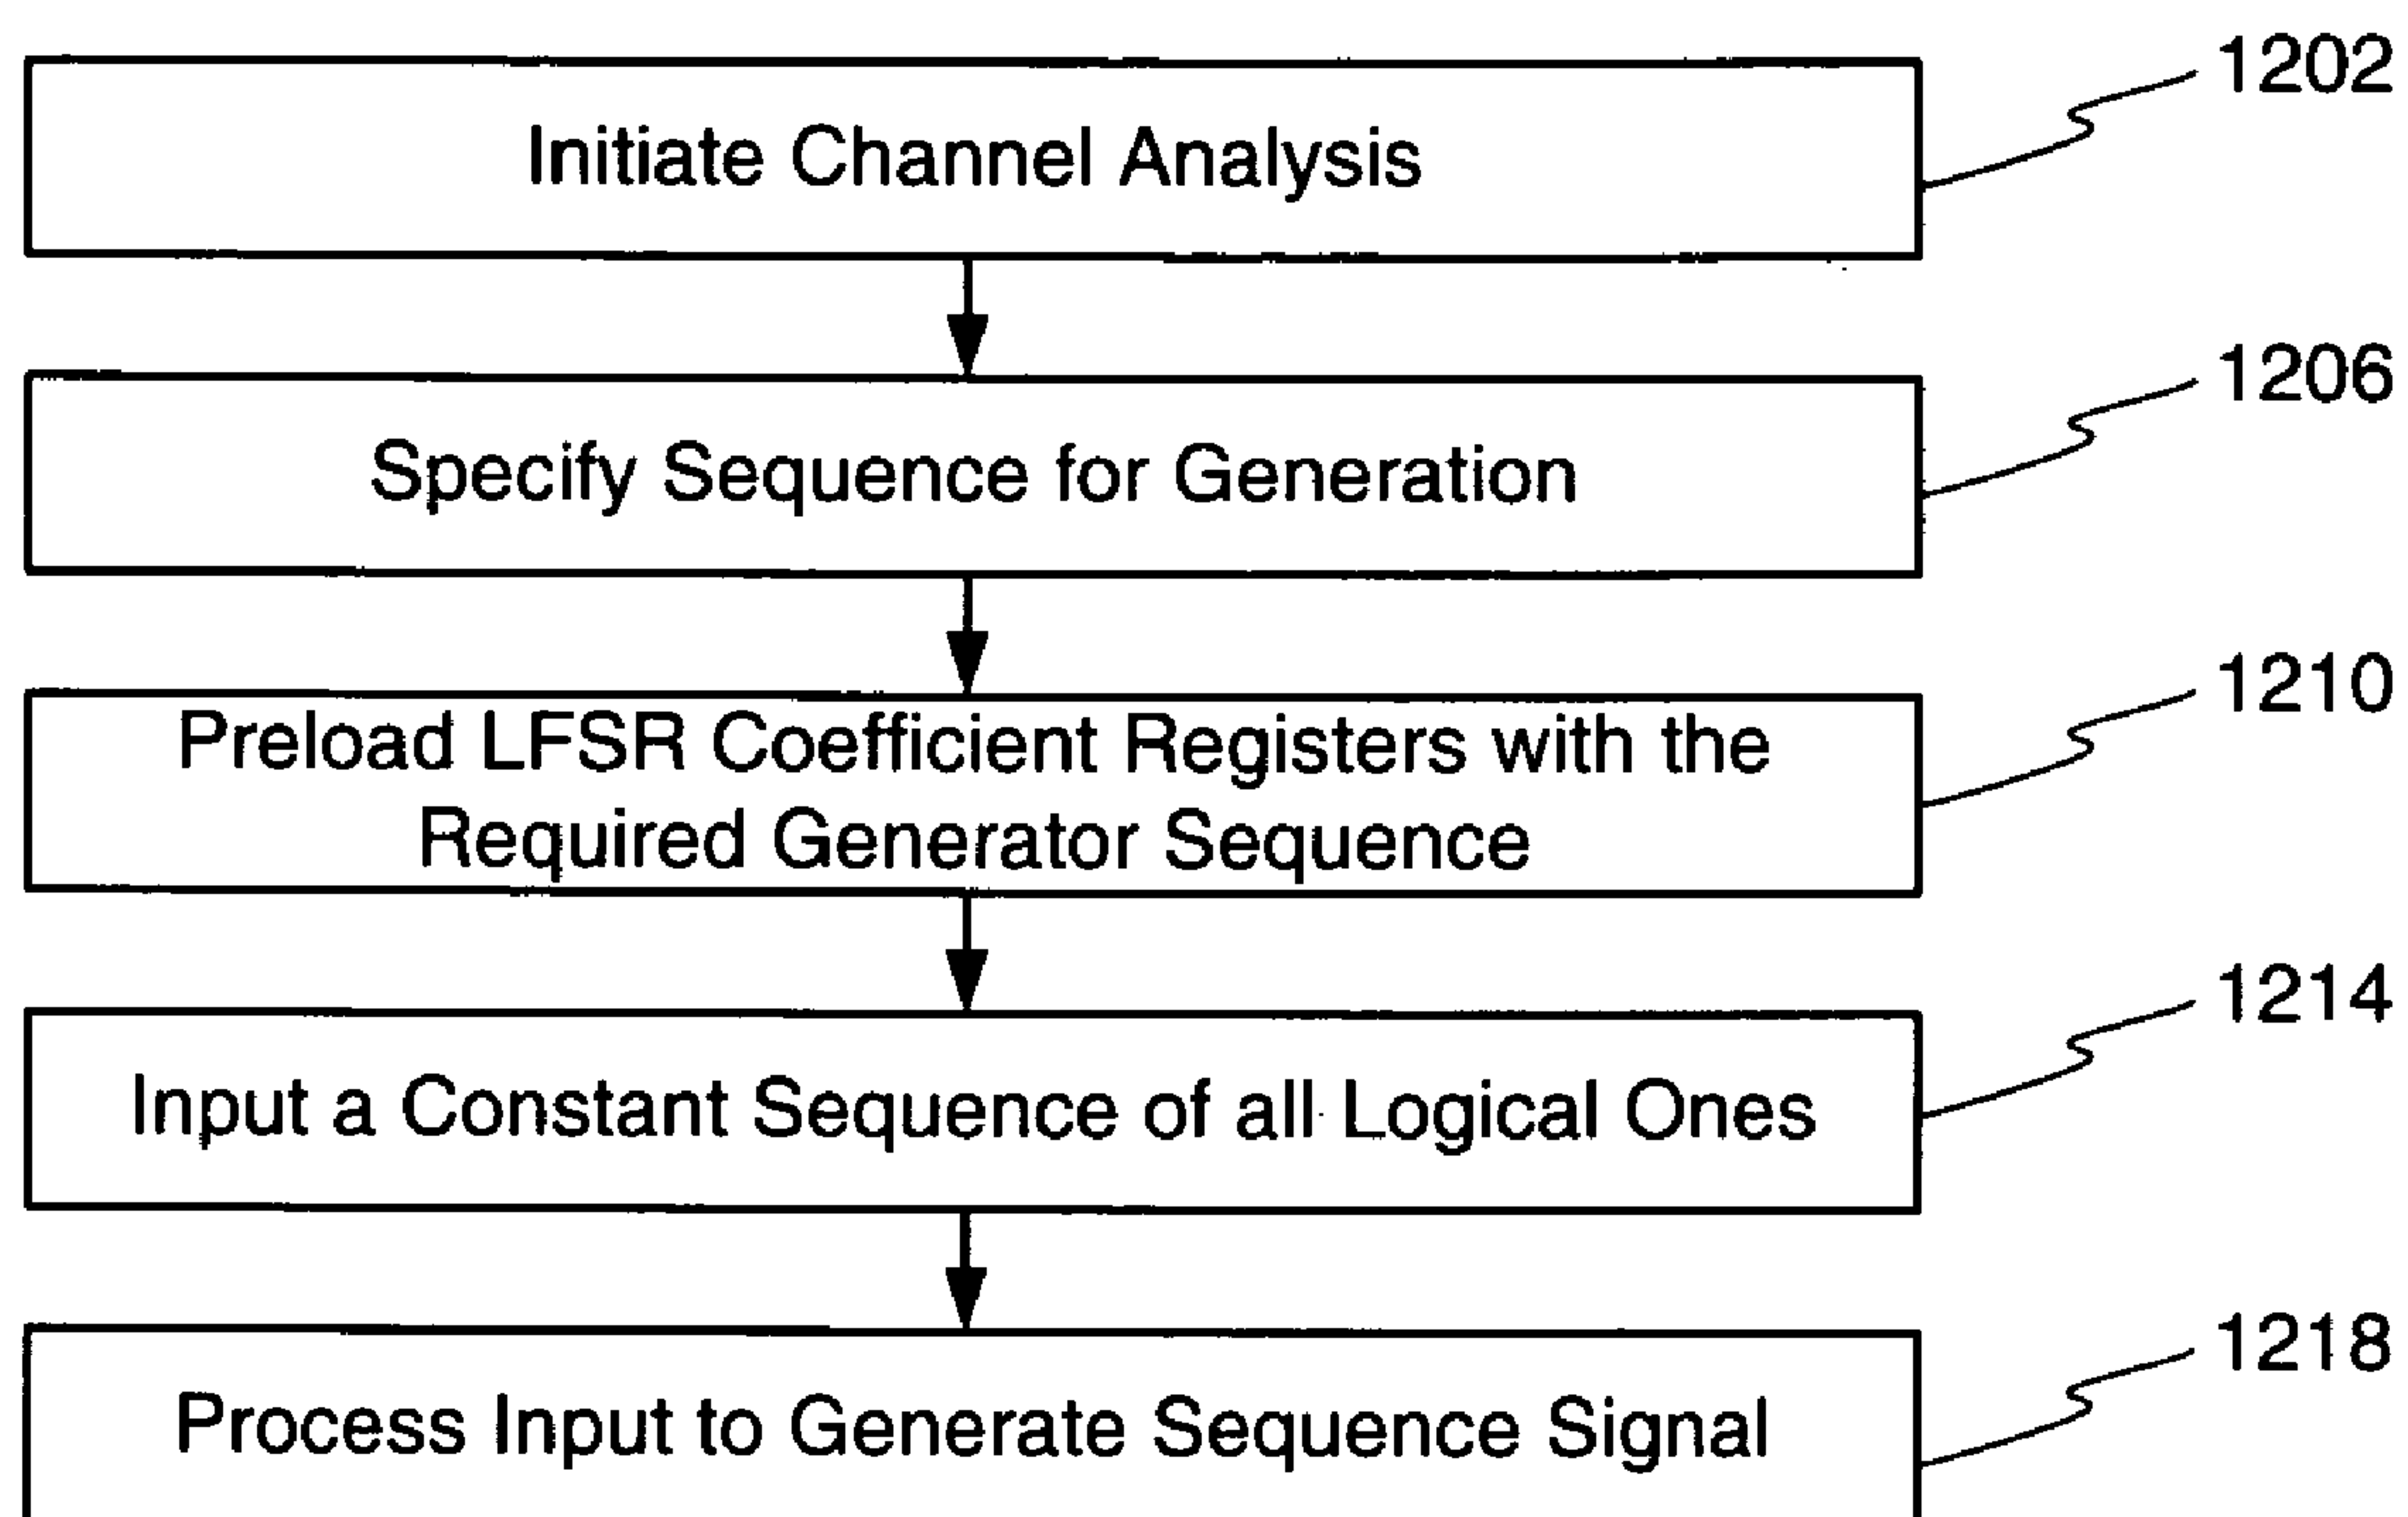 1202
Initiate Channel Analysis
1206
Specify Sequence for Generation
1210
Preload LFSR Coefficient Registers with the
Required Generator Sequence
1214
Input a Constant Sequence of all Logical Ones
1218
Process Input to Generate Sequence Signal